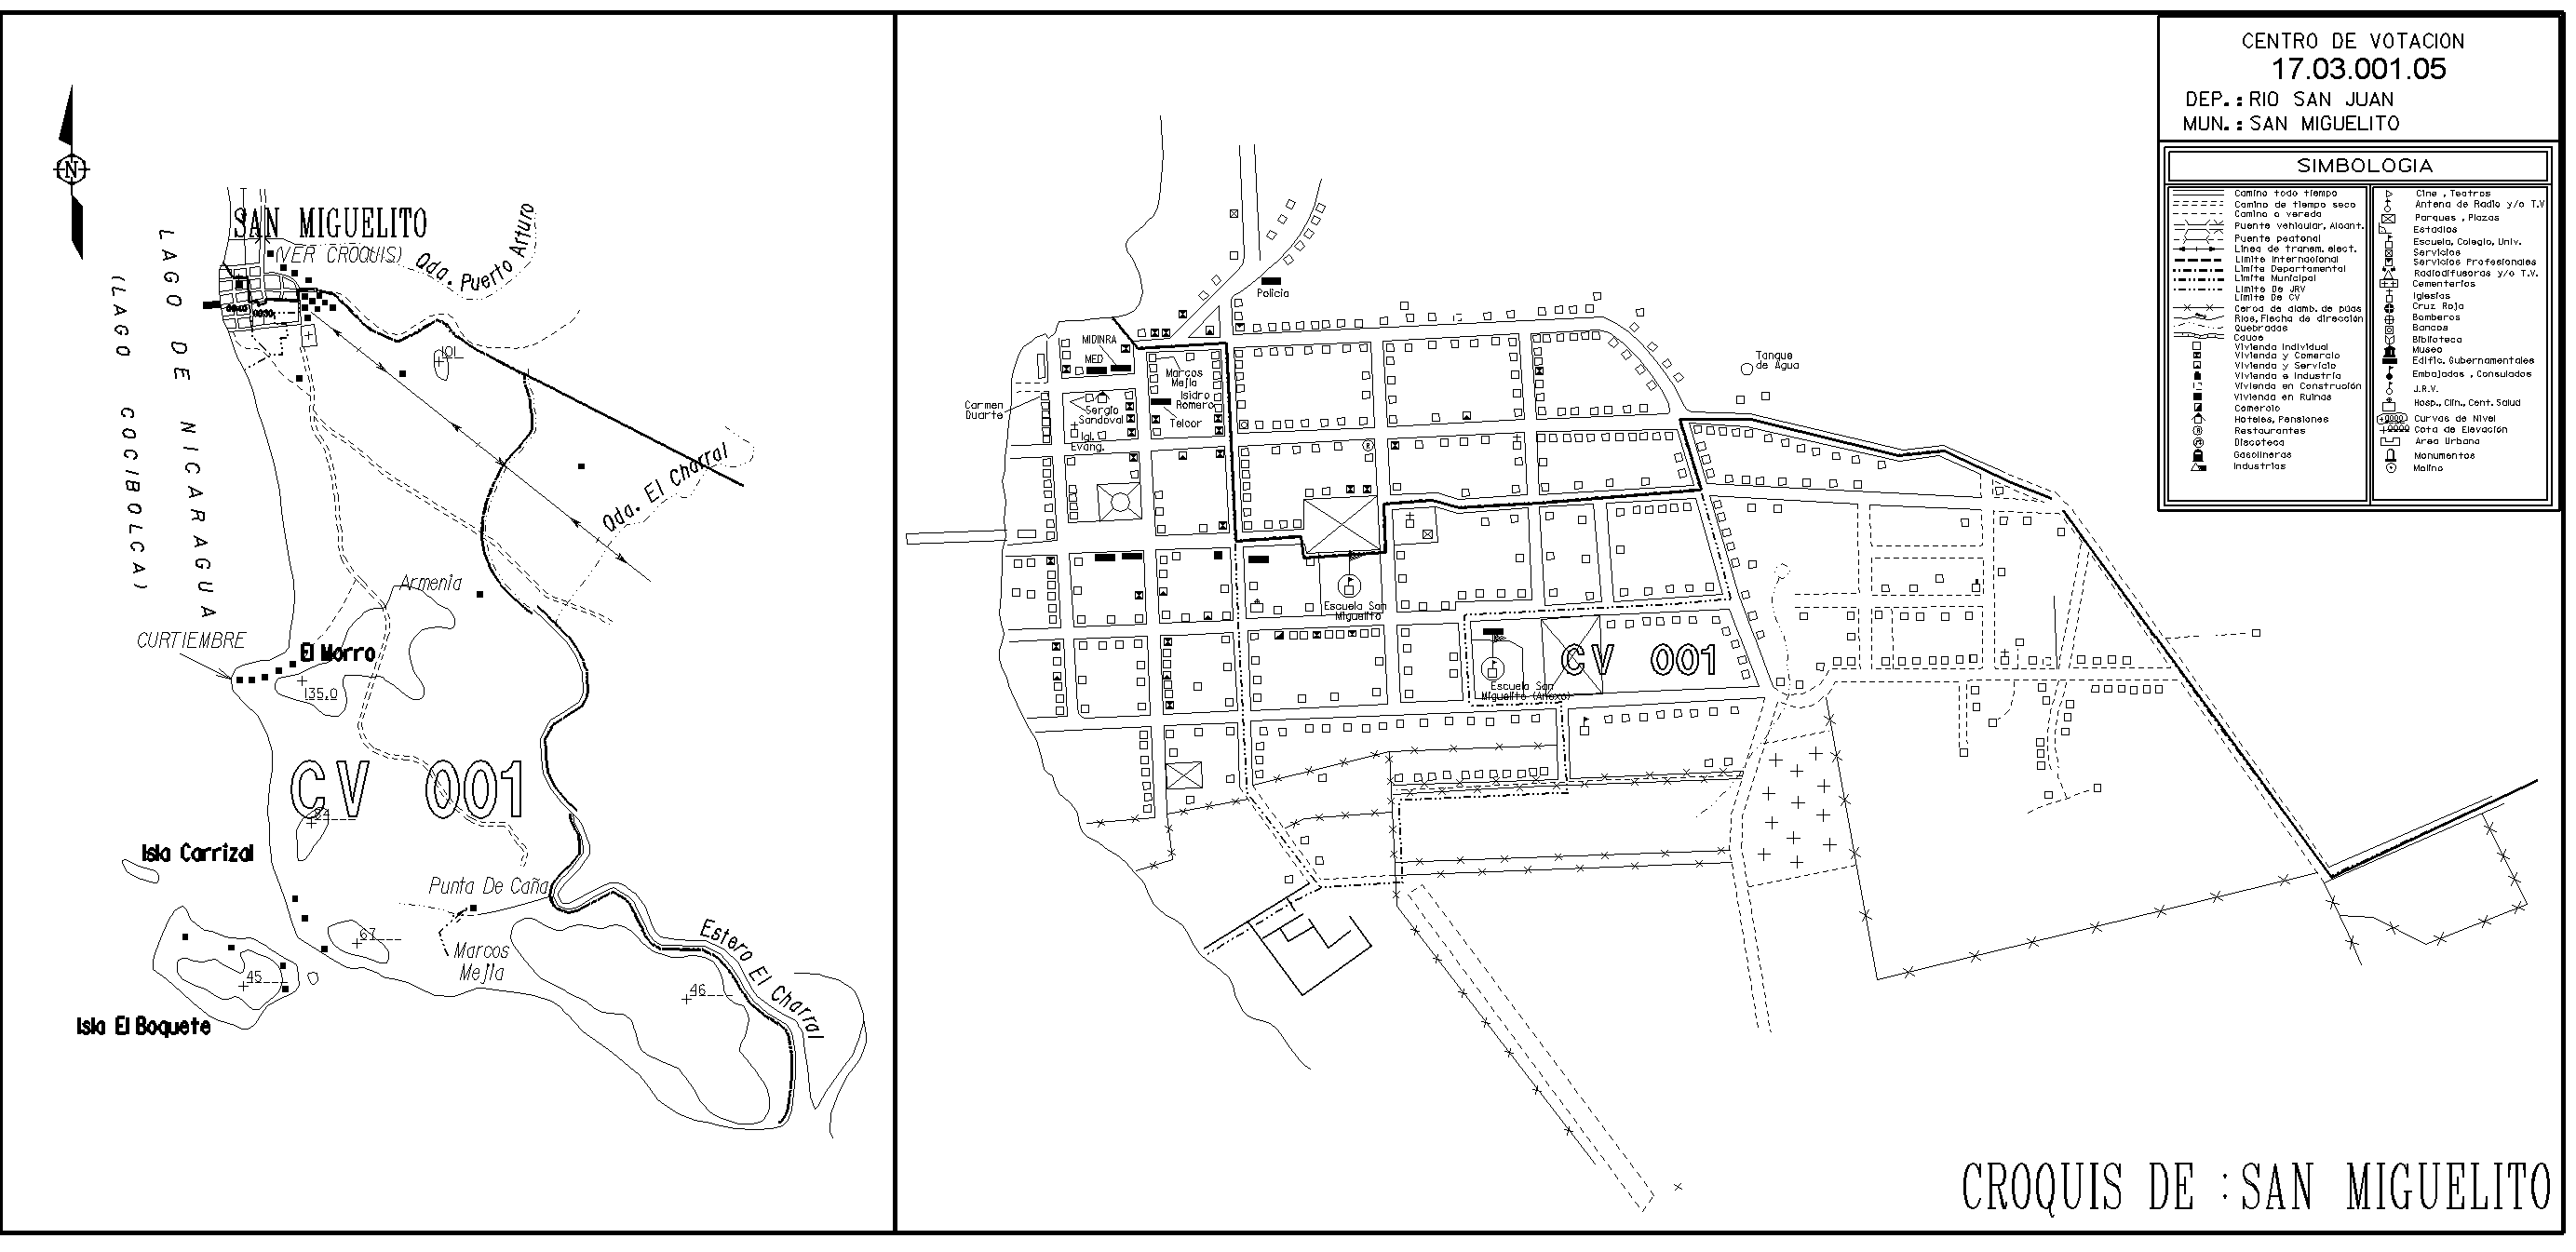 CENTRO DE VOTACION
17.03.001.05
DEP.: RIO SAN JUAN
MUN.: SAN MIGUELITO
SIMBOLOGIA
Camino todo tiempo
Camino de tiempo seco
Camino o vereda
Puente vehicular, Alcant.
Puente peatonal
Linea de transm. elect.
Limite Internacional
Limite Departamental
Limite Municipal
Limite De JRV
Limite De CV
Cerca de alamb. de púas
Rios, Flecha de dirección
Quebradas
Cauce
Vivienda Individual
Vivienda y Comercio
Vivienda y Servicio
Vivienda e Industria
Vivienda en Construción
Vivienda en Ruinas
Comercio
Hoteles, Pensiones
Restaurantes
Discoteca
Gasolineras
Industrias
Cine , Teatros
Antena de Radio y/o T.V
Parques , Plazas
Estadios
Escuela, Colegio, Univ.
Servicios
Servicios Profesionales
Radiodifusoras y/o T.V.
Cementerios
Iglesias
Cruz Roja
Bomberos
Bancos
Biblioteca
Museo
Edific. Gubernamentales
Embajadas , Consulados
J.R.V.
Hosp., Clin., Cent. Salud
Curvas de Nivel
Cota de Elevación
Area Urbana
Monumentos
Molino
N
SAN MIGUELITO
(VER CROQUIS)
Qda. Puerto Arturo
LAGO DE NICARAGUA
(LAGO COCIBOLCA)
101
Qda. El Charral
Armenia
CURTIEMBRE
El Morro
135.0
CV 001
Isla Carrizal
Punta De Caña
67
Marcos
Mejia
45
46
Estero El Charral
Isla El Boquete
Policia
MIDINRA
MED
Marcos
Mejia
Isidro
Romero
Carmen
Duarte
Sergio
Sandoval
Telcor
Igl.
Evang.
Tanque
de Agua
Escuela San
Miguelito
CV 001
Escuela San
Miguelito (Anexo)
CROQUIS DE : SAN MIGUELITO